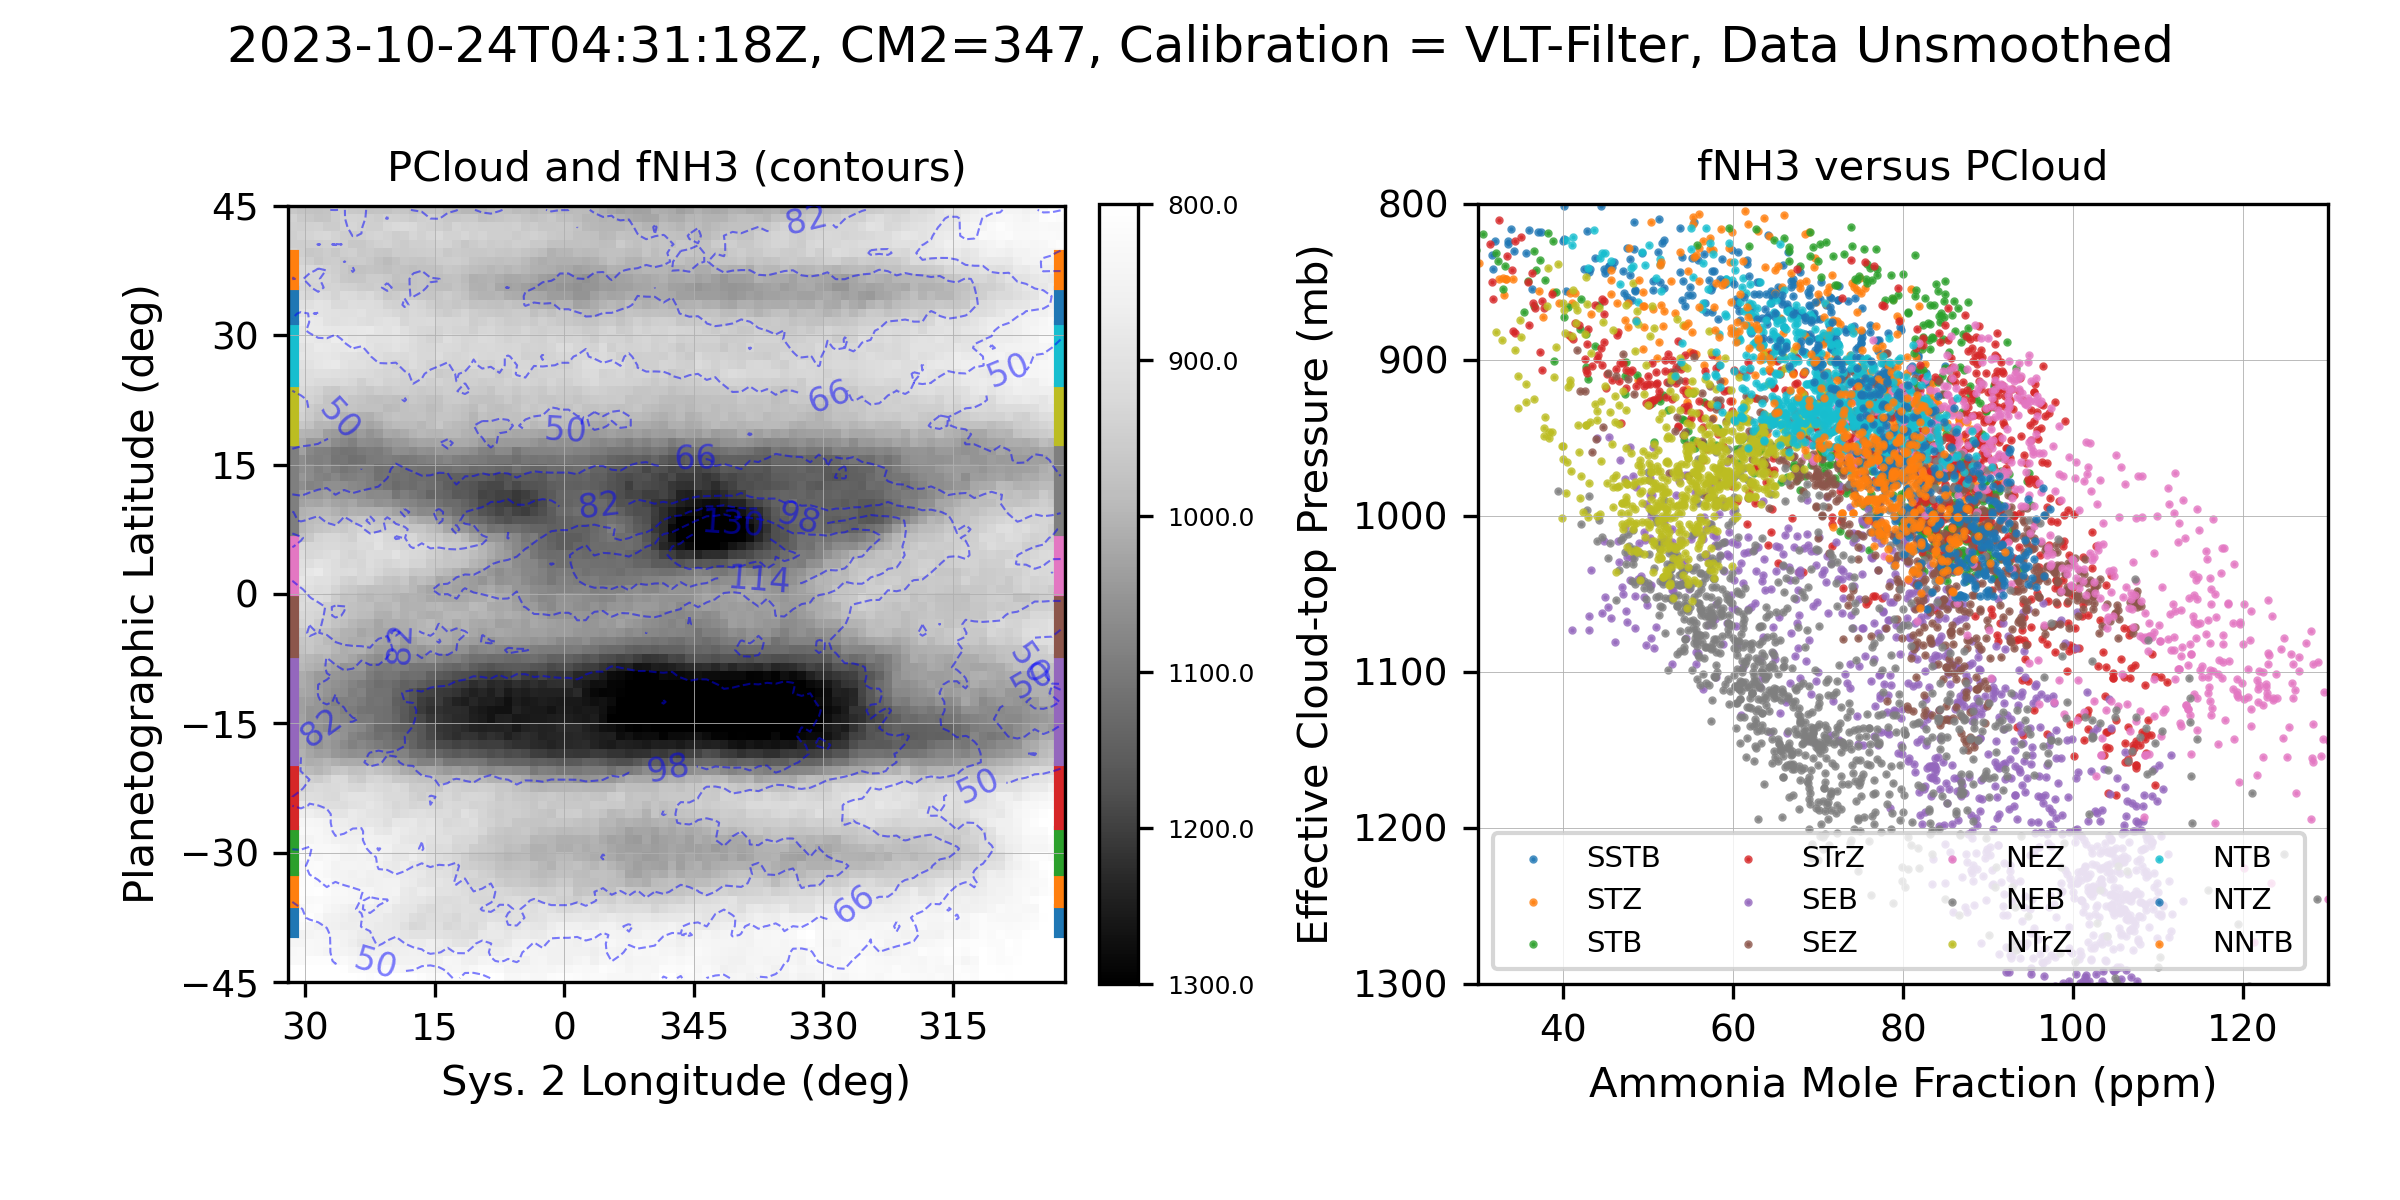 2023-10-24T04:31:18Z, CM2=347, Calibration = VLT-Filter, Data Unsmoothed
PCloud and fNH3 (contours)
Planetographic Latitude (deg)
45
30
15
0
−15
−30
−45
30
15
0
345
330
315
Sys. 2 Longitude (deg)
82
50
66
50
50
66
82
130
98
114
82
50
50
82
98
50
66
50
800.0
900.0
1000.0
1100.0
1200.0
1300.0
fNH3 versus PCloud
Effective Cloud-top Pressure (mb)
800
900
1000
1100
1200
1300
40
60
80
100
120
Ammonia Mole Fraction (ppm)
SSTB
STZ
STB
STrZ
SEB
SEZ
NEZ
NEB
NTrZ
NTB
NTZ
NNTB